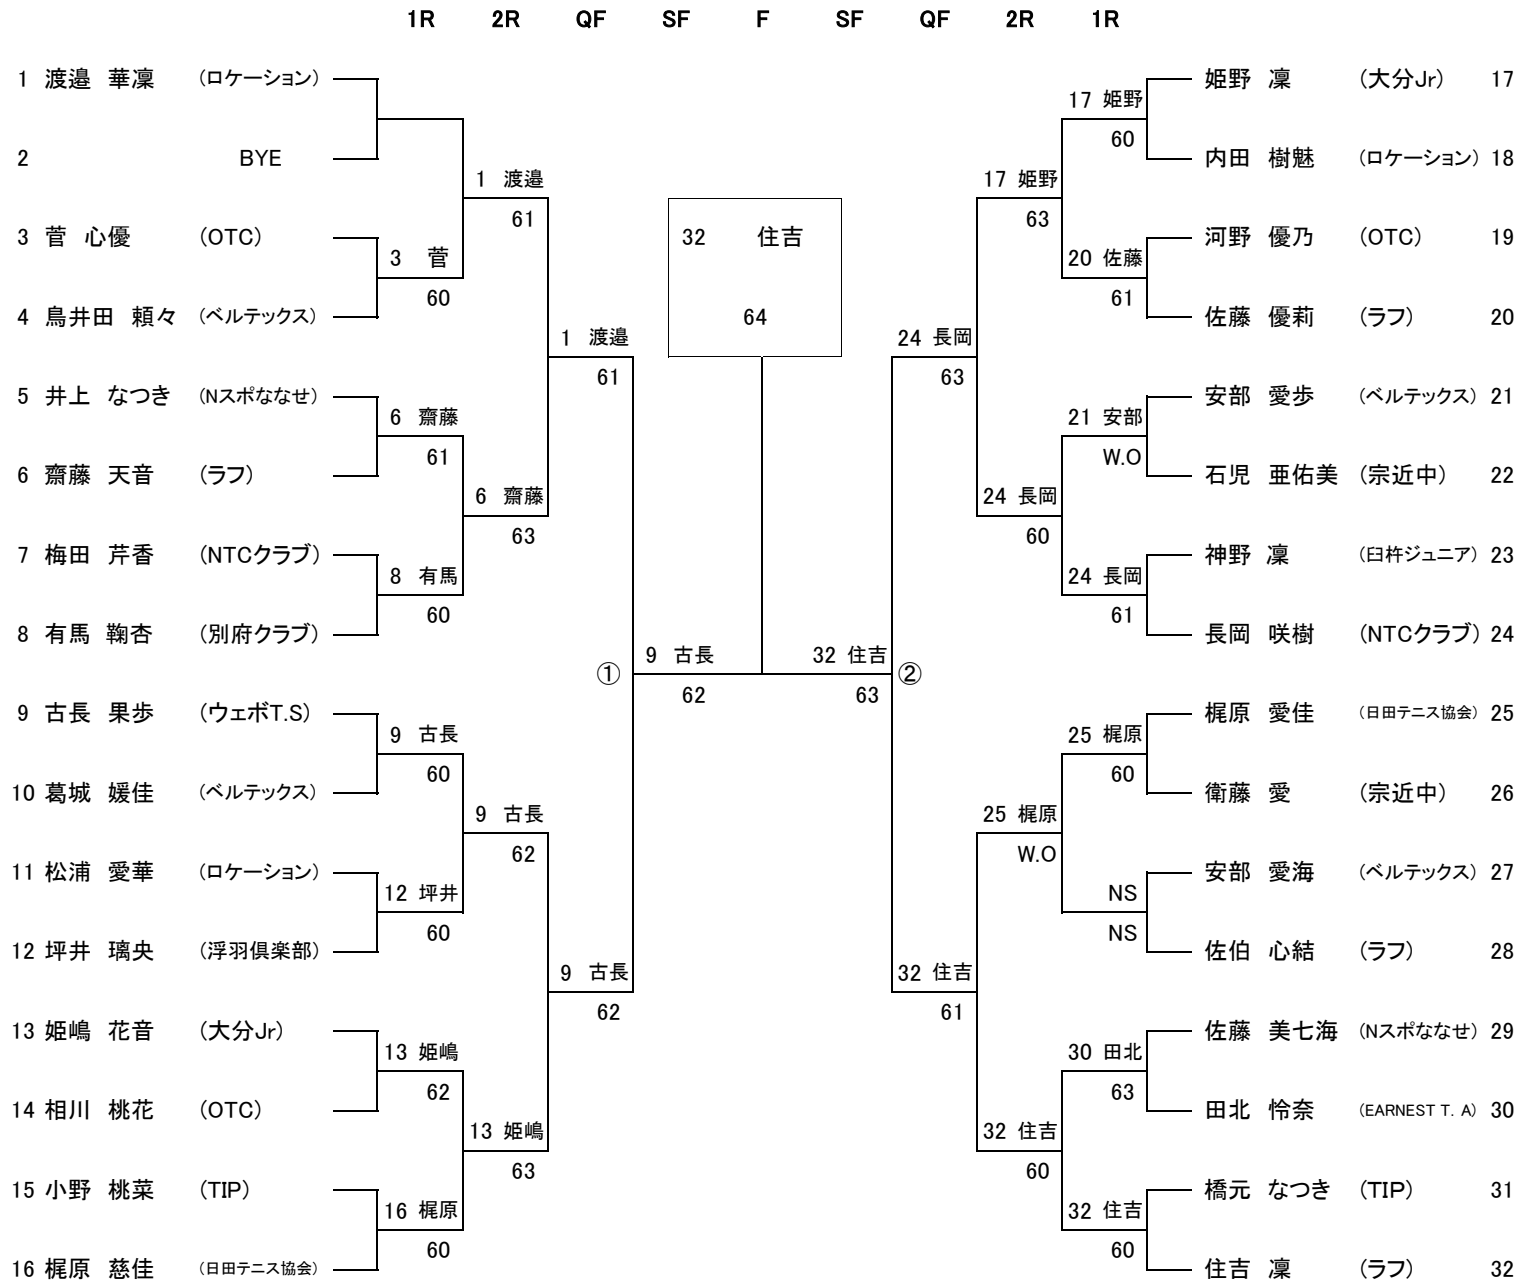 1R 2R QF SF F SF QF 2R 1R
1 渡邉 華凜 (ロケーション)
2 BYE
3 菅 心優 (OTC)
4 鳥井田 頼々 (ベルテックス)
5 井上 なつき (Nスポななせ)
6 齋藤 天音 (ラフ)
7 梅田 芹香 (NTCクラブ)
8 有馬 鞠杏 (別府クラブ)
9 古長 果歩 (ウェボT.S)
10 葛城 媛佳 (ベルテックス)
11 松浦 愛華 (ロケーション)
12 坪井 璃央 (浮羽倶楽部)
13 姫嶋 花音 (大分Jr)
14 相川 桃花 (OTC)
15 小野 桃菜 (TIP)
16 梶原 慈佳 (日田テニス協会)
3 菅
60
6 齋藤
61
8 有馬
60
9 古長
60
12 坪井
60
13 姫嶋
62
16 梶原
60
1 渡邉
61
6 齋藤
63
9 古長
62
13 姫嶋
63
1 渡邉
61
9 古長
62
①
9 古長
62
32 住吉
64
32 住吉
63
②
24 長岡
63
32 住吉
61
17 姫野
63
24 長岡
60
25 梶原
W.O
32 住吉
60
17 姫野
60
20 佐藤
61
21 安部
W.O
24 長岡
61
25 梶原
60
NS
NS
30 田北
63
32 住吉
60
姫野 凜 (大分Jr) 17
内田 樹魅 (ロケーション) 18
河野 優乃 (OTC) 19
佐藤 優莉 (ラフ) 20
安部 愛歩 (ベルテックス) 21
石児 亜佑美 (宗近中) 22
神野 凜 (臼杵ジュニア) 23
長岡 咲樹 (NTCクラブ) 24
梶原 愛佳 (日田テニス協会) 25
衛藤 愛 (宗近中) 26
安部 愛海 (ベルテックス) 27
佐伯 心結 (ラフ) 28
佐藤 美七海 (Nスポななせ) 29
田北 怜奈 (EARNEST T. A) 30
橋元 なつき (TIP) 31
住吉 凜 (ラフ) 32